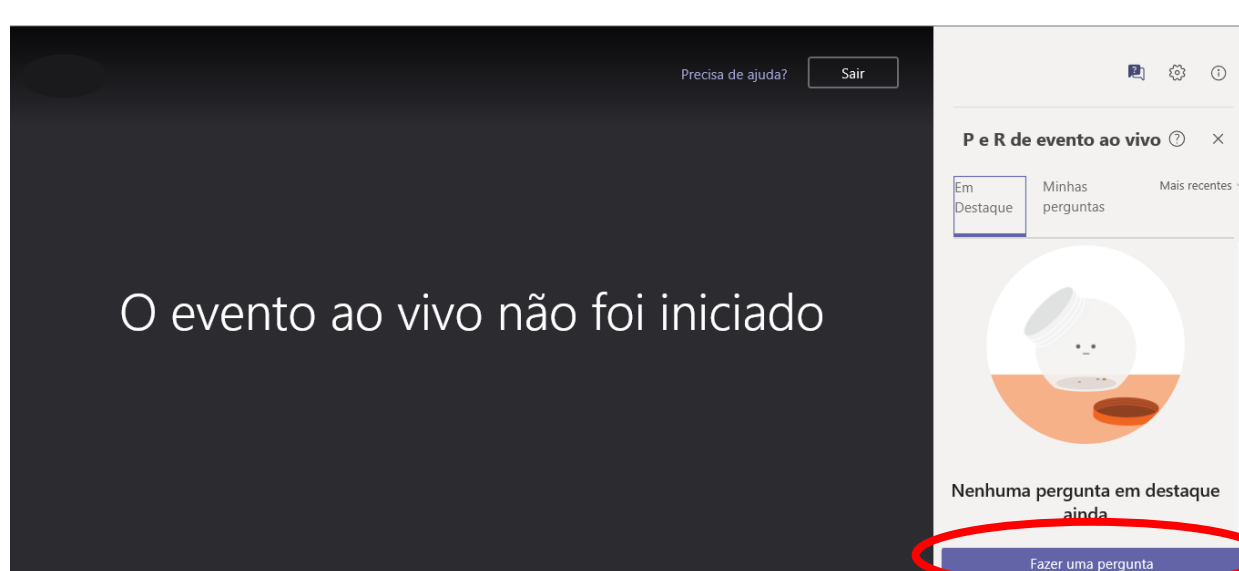 Precisa de ajuda?
Sair
O evento ao vivo não foi iniciado
P e R de evento ao vivo
Em
Destaque
Minhas
perguntas
Mais recentes
Nenhuma pergunta em destaque
ainda
Fazer uma pergunta